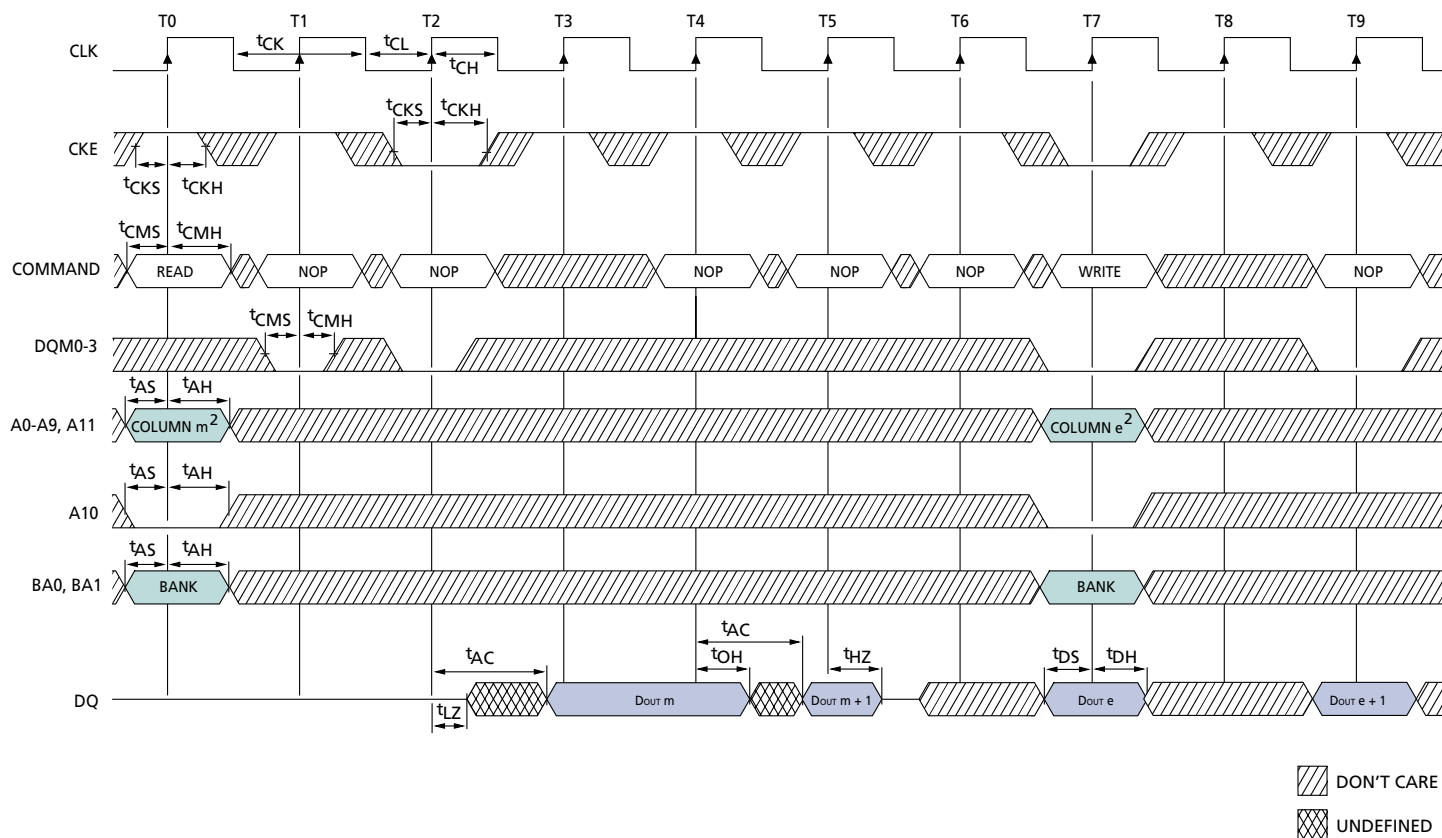 T0 T1 T2 T3 T4 T5 T6 T7 T8 T9
CLK
tCK tCL
tCH
tCKS tCKH
CKE
tCKS tCKH
tCMS tCMH
COMMAND READ NOP NOP NOP NOP NOP WRITE NOP
tCMS tCMH
DQM0-3
tAS tAH
A0-A9, A11 COLUMN m2 COLUMN e2
tAS tAH
A10
tAS tAH
BA0, BA1 BANK BANK
tAC
tAC tOH tHZ tDS tDH
DQ DOUT m DOUT m + 1 DOUT e DOUT e + 1
tLZ
DON'T CARE
UNDEFINED